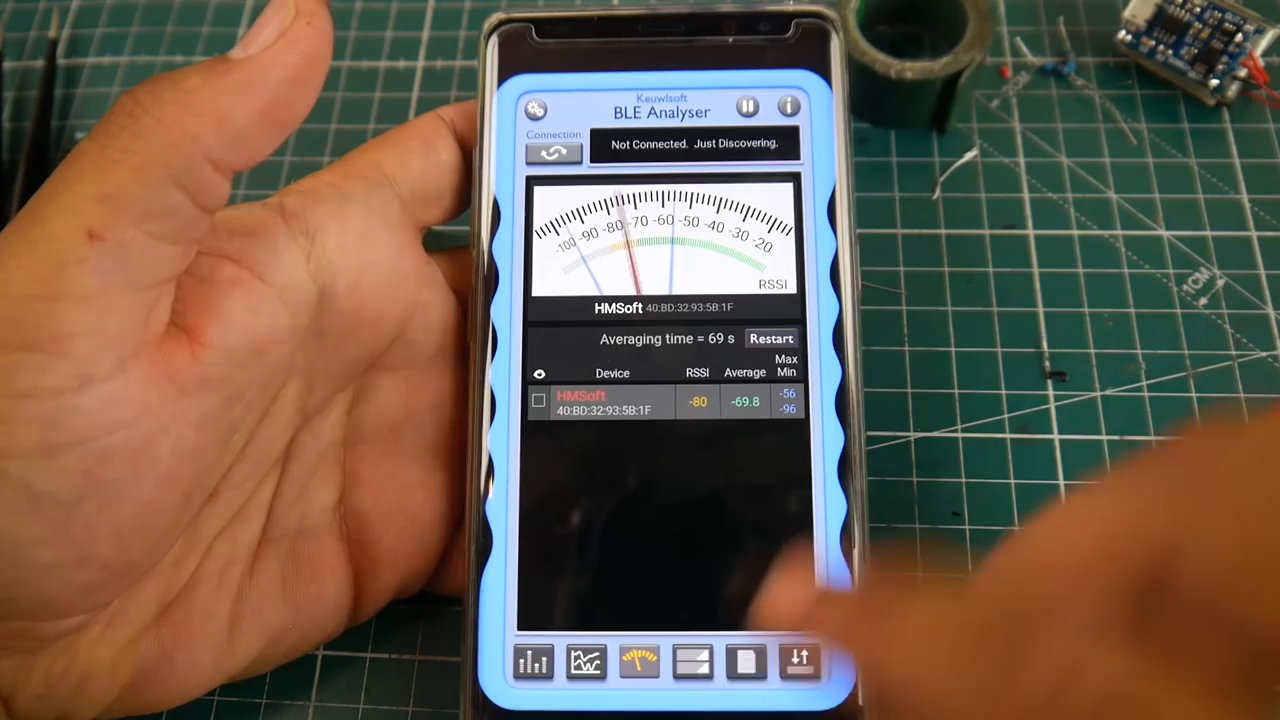 Keuwlsoft
BLE Analyser
Connection:
Not Connected. Just Discovering.
-100 -90 -80 -70 -60 -50 -40 -30 -20
RSSI
HMSoft 40:BD:32:93:5B:1F
Averaging time = 69 s Restart
Device RSSI Average Max Min
HMSoft -80 -69.8 -56
40:BD:32:93:5B:1F -96
1CM